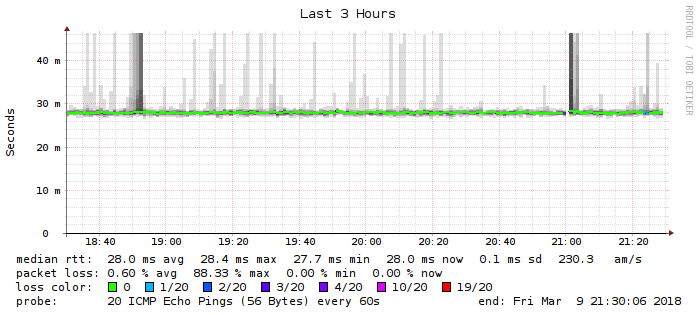 Last 3 Hours
RRDTOOL / TOBI OETIKER
Seconds
40 m
30 m
20 m
10 m
0
18:40 19:00 19:20 19:40 20:00 20:20 20:40 21:00 21:20
median rtt: 28.0 ms avg 28.4 ms max 27.7 ms min 28.0 ms now 0.1 ms sd 230.3 am/s
packet loss: 0.60 % avg 88.33 % max 0.00 % min 0.00 % now
loss color: 0 1/20 2/20 3/20 4/20 10/20 19/20
probe: 20 ICMP Echo Pings (56 Bytes) every 60s end: Fri Mar 9 21:30:06 2018